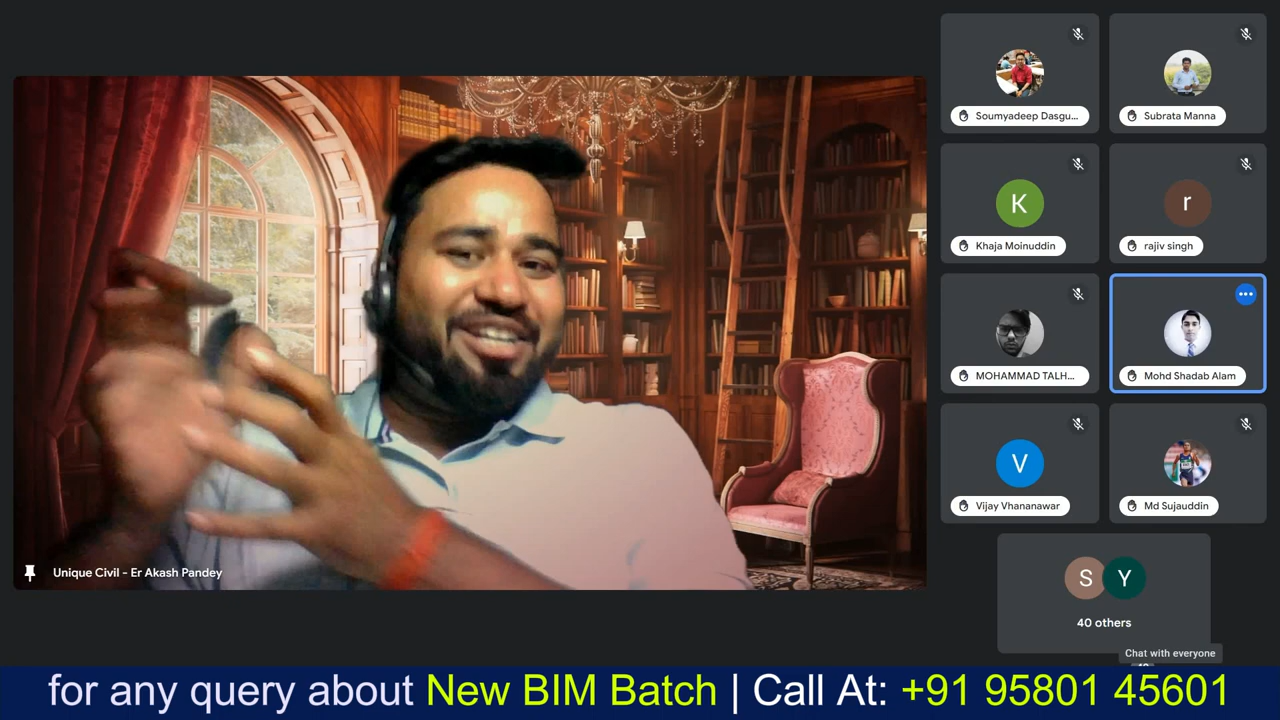 Soumyadeep Dasgu...
Subrata Manna
K
r
Khaja Moinuddin
rajiv singh
MOHAMMAD TALH...
Mohd Shadab Alam
V
Vijay Vhananawar
Md Sujauddin
Unique Civil - Er Akash Pandey
S Y
40 others
Chat with everyone
for any query about New BIM Batch | Call At: +91 95801 45601